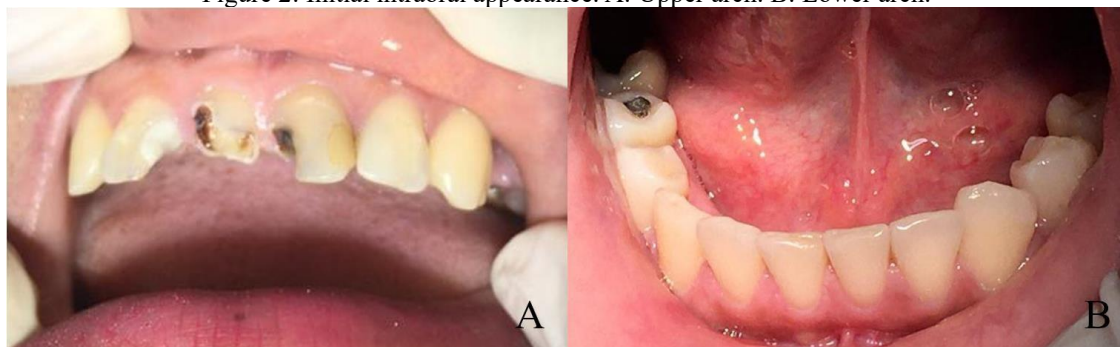 Figure 2. Initial intraoral appearance. A. Upper arch. B. Lower arch.
A
B